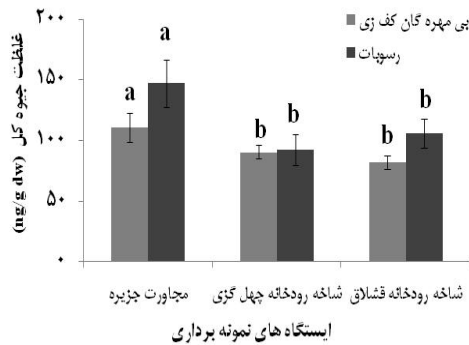 بی مهره گان کف زی
رسوبات
غلظت جیوه کل (ng/g dw)
۲۰۰
۱۵۰
۱۰۰
۵۰
۰
a a
b b
b b
مجاورت جزیره
شاخه رودخانه چهل گزی
شاخه رودخانه قشلاق
ایستگاه های نمونه برداری